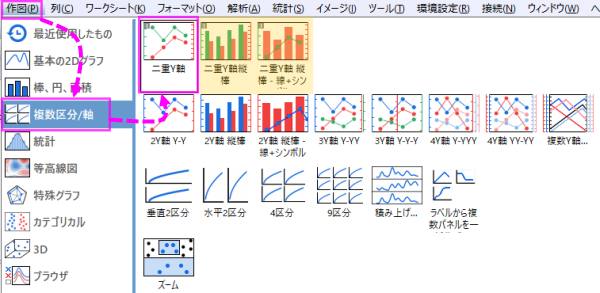 作図(P) 列(C) ワークシート(K) フォーマット(O) 解析(A) 統計(S) イメージ(I) ツール(T) 環境設定(R) 接続(N) ウィンドウ(W)
最近使用したもの
基本の2Dグラフ
棒、円、面積
複数区分/軸
統計
等高線図
特殊グラフ
カテゴリカル
3D
ブラウザ
二重Y軸 二重Y軸縦棒 二重Y軸 縦棒 - 線+シンボル
2Y軸 Y-Y 2Y軸 縦棒 2Y軸 縦棒 - 線+シンボル 3Y軸 Y-YY 3Y軸 Y-Y-Y 4Y軸 Y-YYY 4Y軸 YY-YY 複数Y軸...
垂直2区分 水平2区分 4区分 9区分 積み上げ... ラベルから複数パネルを一
ズーム